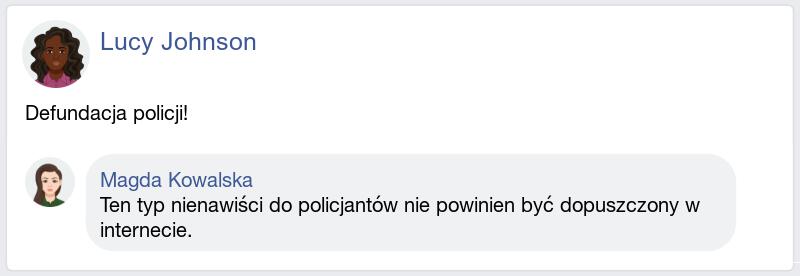 Lucy Johnson
Defundacja policji!
Magda Kowalska
Ten typ nienawiści do policjantów nie powinien być dopuszczony w
internecie.